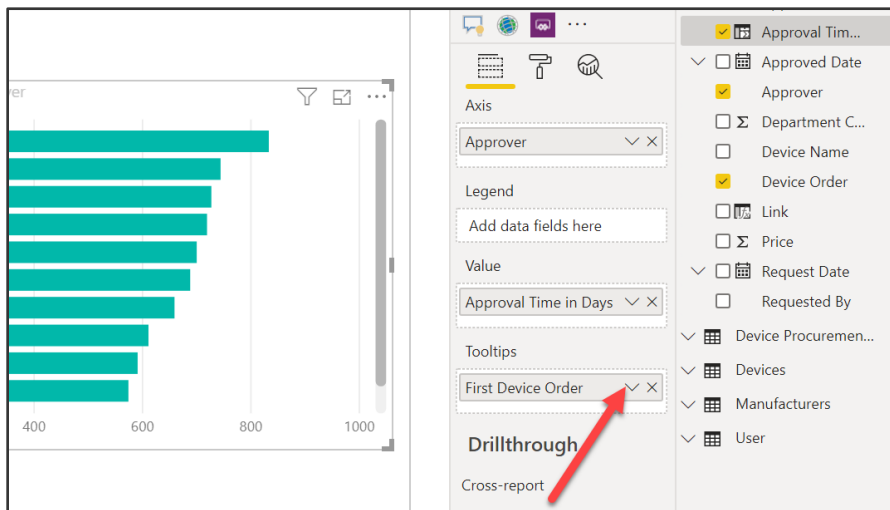 ver
400 600 800 1000
Axis
Approver
Legend
Add data fields here
Value
Approval Time in Days
Tooltips
First Device Order
Drillthrough
Cross-report
Approval Tim...
Approved Date
Approver
Department C...
Device Name
Device Order
Link
Price
Request Date
Requested By
Device Procuremen...
Devices
Manufacturers
User